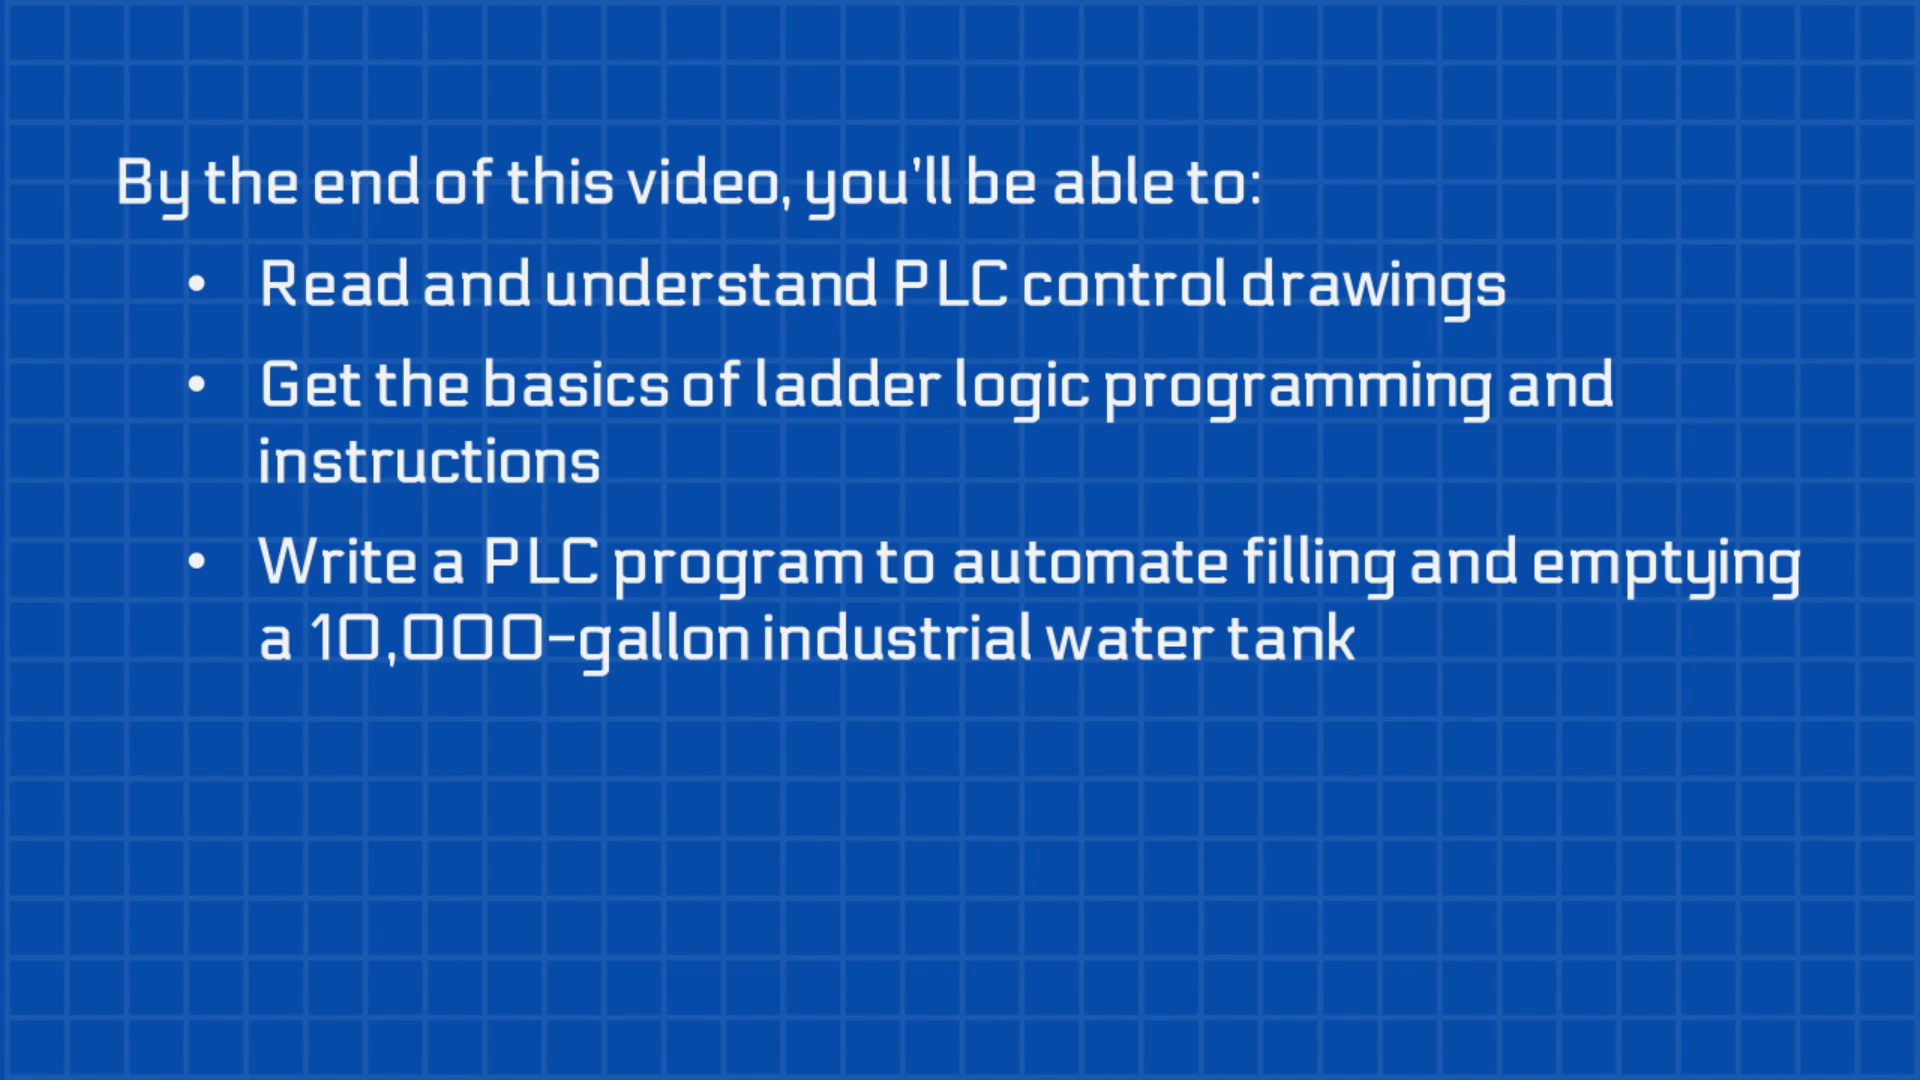 By the end of this video, you'll be able to:
• Read and understand PLC control drawings
• Get the basics of ladder logic programming and
instructions
• Write a PLC program to automate filling and emptying
a 10,000-gallon industrial water tank